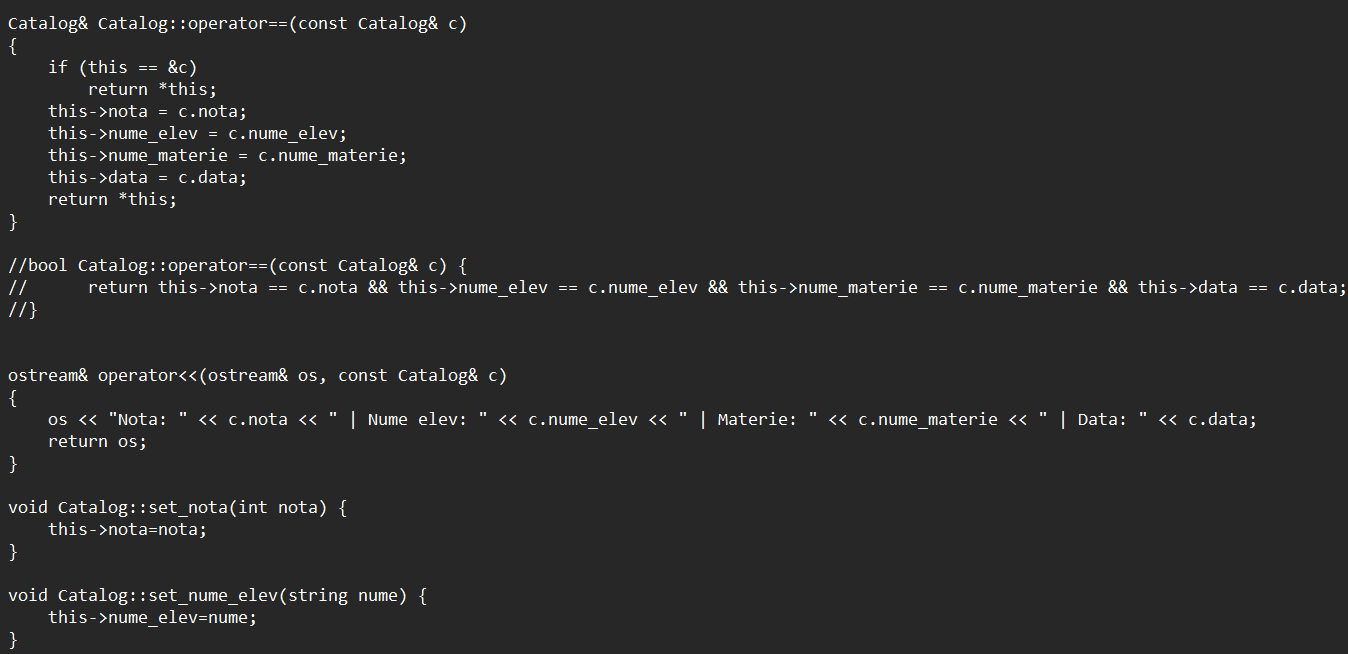 Catalog& Catalog::operator==(const Catalog& c)
{
    if (this == &c)
        return *this;
    this->nota = c.nota;
    this->nume_elev = c.nume_elev;
    this->nume_materie = c.nume_materie;
    this->data = c.data;
    return *this;
}

//bool Catalog::operator==(const Catalog& c) {
//      return this->nota == c.nota && this->nume_elev == c.nume_elev && this->nume_materie == c.nume_materie && this->data == c.data;
//}

ostream& operator<<(ostream& os, const Catalog& c)
{
    os << "Nota: " << c.nota << " | Nume elev: " << c.nume_elev << " | Materie: " << c.nume_materie << " | Data: " << c.data;
    return os;
}

void Catalog::set_nota(int nota) {
    this->nota=nota;
}

void Catalog::set_nume_elev(string nume) {
    this->nume_elev=nume;
}